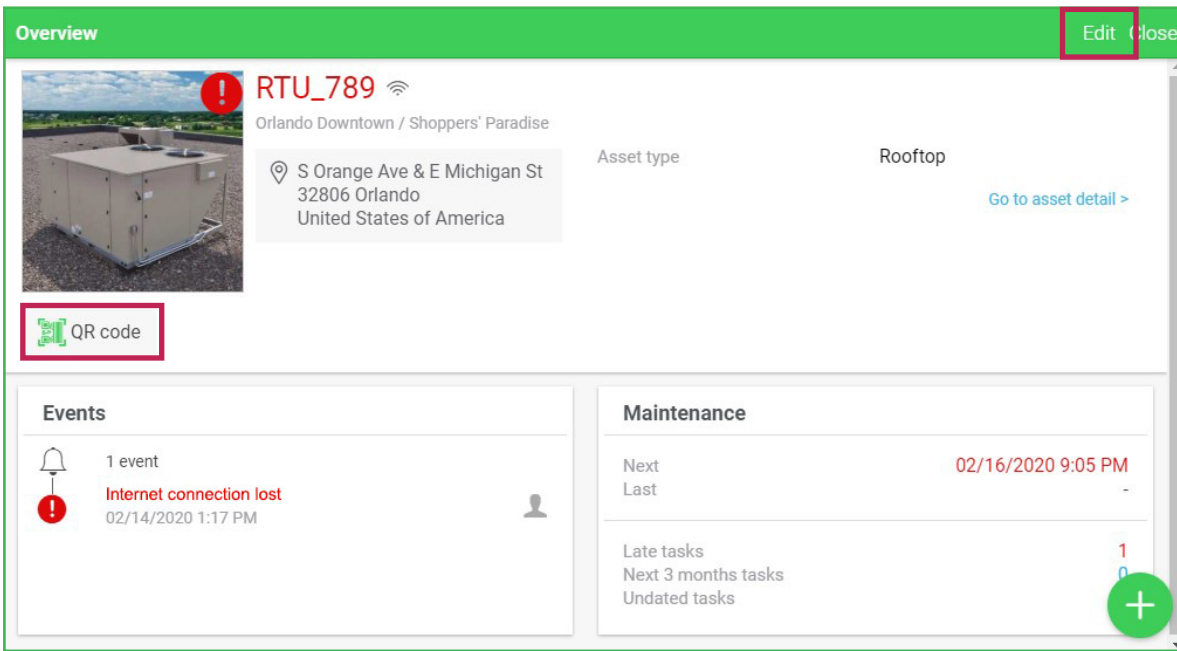 Overview
Edit Close
RTU_789
Orlando Downtown / Shoppers' Paradise
S Orange Ave & E Michigan St
32806 Orlando
United States of America
Asset type Rooftop
Go to asset detail >
QR code
Events
1 event
Internet connection lost
02/14/2020 1:17 PM
Maintenance
Next 02/16/2020 9:05 PM
Last -
Late tasks 1
Next 3 months tasks 0
Undated tasks